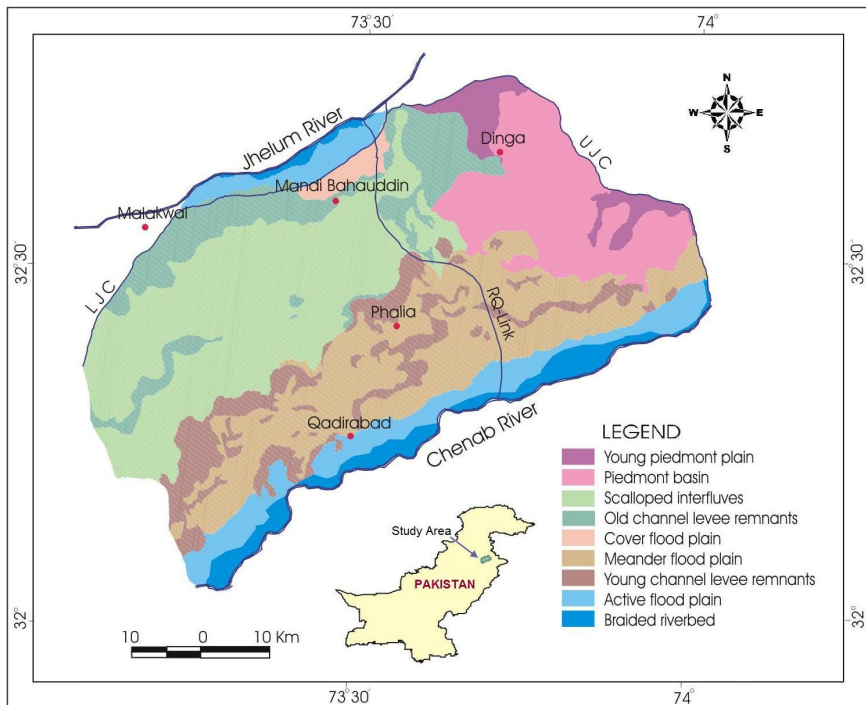 73°30'
74°
N
W E
S
Jhelum River
Dinga
UJC
Mandi Bahauddin
Malakwal
32°30'
32°30'
LJC
RQ-Link
Phalia
Qadirabad
Chenab River
LEGEND
Young piedmont plain
Piedmont basin
Scalloped interfluves
Old channel levee remnants
Cover flood plain
Meander flood plain
Young channel levee remnants
Active flood plain
Braided riverbed
Study Area
PAKISTAN
32°
32°
10 0 10 Km
73°30'
74°